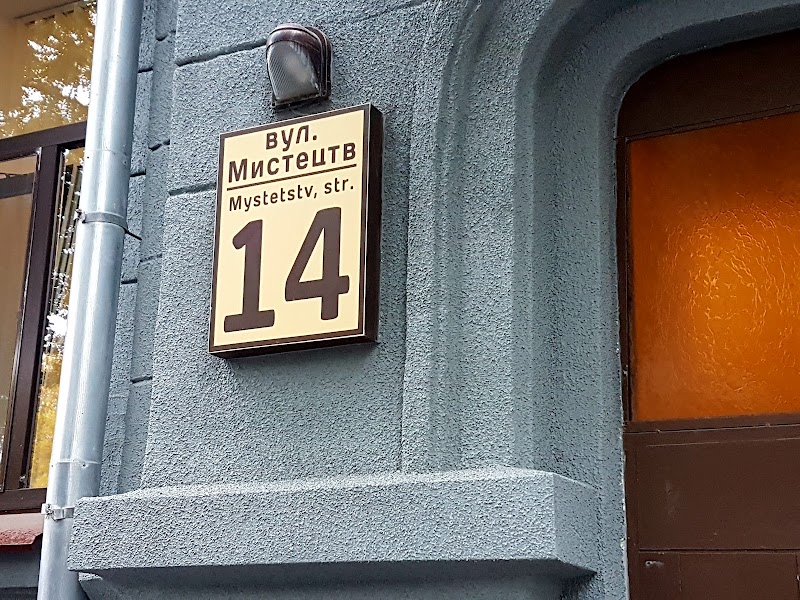 вул.
Мистецтв
Mystetstv, str.
14